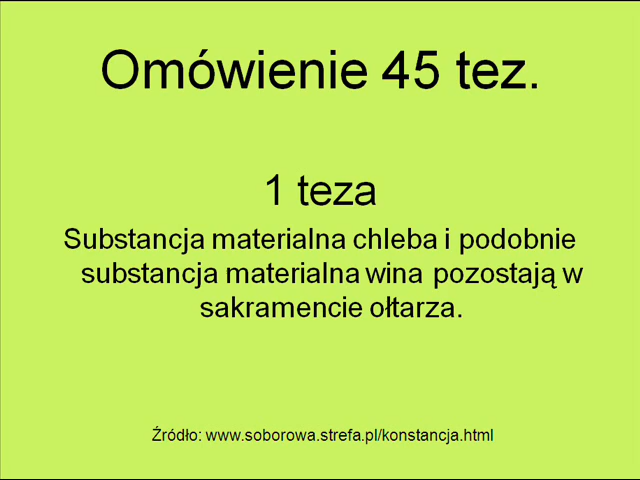 Omówienie 45 tez.
1 teza
Substancja materialna chleba i podobnie
substancja materialna wina pozostają w
sakramencie ołtarza.
Źródło: www.soborowa.strefa.pl/konstancja.html